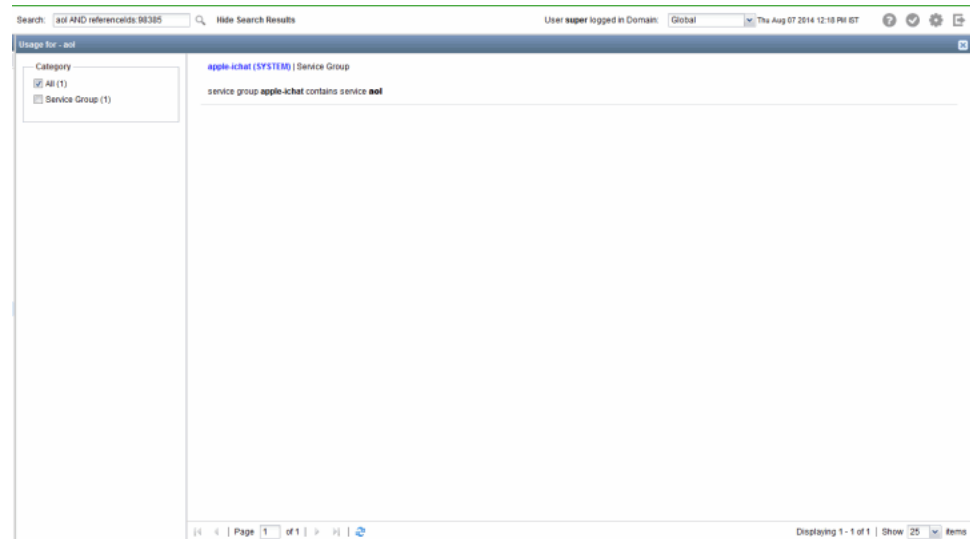 Search: aol AND referenceIds:98385 Hide Search Results User super logged in Domain: Global Thu Aug 07 2014 12:18 PM IST
Usage for - aol
Category
All (1)
Service Group (1)
apple-ichat (SYSTEM) | Service Group
service group apple-ichat contains service aol
Page 1 of 1 Displaying 1 - 1 of 1 | Show 25 items